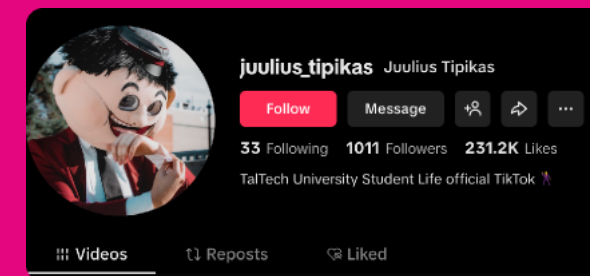 juulius_tipikas Juulius Tipikas
Follow Message
33 Following 1011 Followers 231.2K Likes
TalTech University Student Life official TikTok 🕺
Videos Reposts Liked